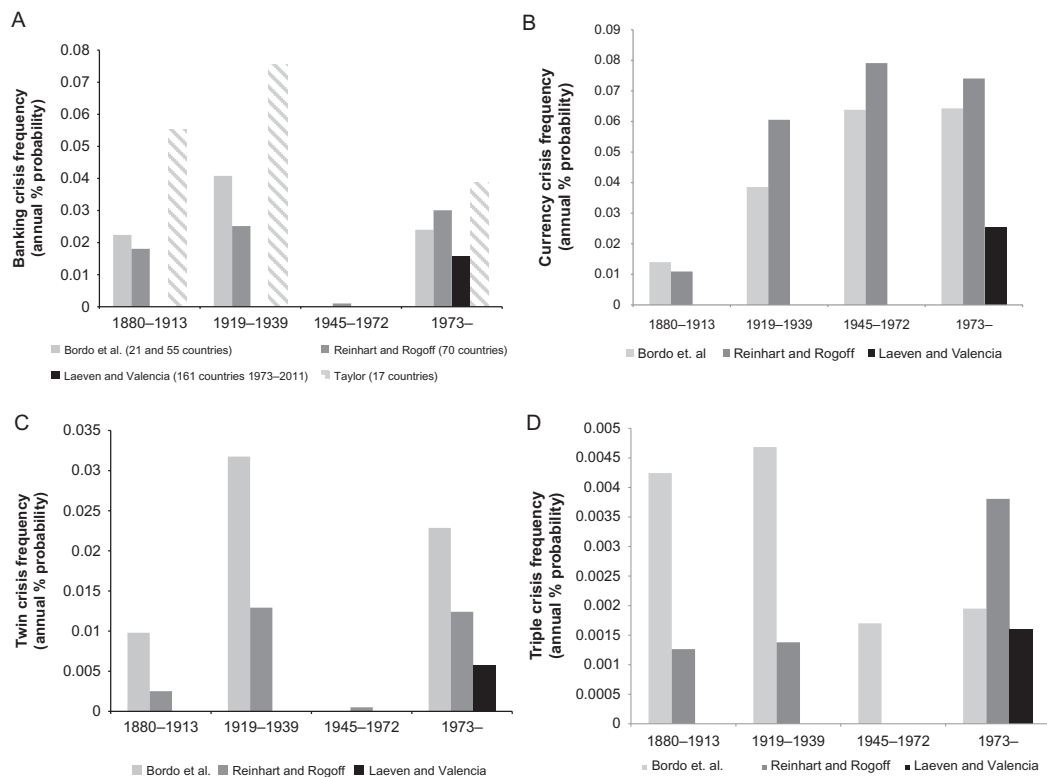 A
Banking crisis frequency
(annual % probability)
0.08
0.07
0.06
0.05
0.04
0.03
0.02
0.01
0
1880–1913 1919–1939 1945–1972 1973–
Bordo et al. (21 and 55 countries) Reinhart and Rogoff (70 countries)
Laeven and Valencia (161 countries 1973–2011) Taylor (17 countries)
B
Currency crisis frequency
(annual % probability)
0.09
0.08
0.07
0.06
0.05
0.04
0.03
0.02
0.01
0
1880–1913 1919–1939 1945–1972 1973–
Bordo et. al Reinhart and Rogoff Laeven and Valencia
C
Twin crisis frequency
(annual % probability)
0.035
0.03
0.025
0.02
0.015
0.01
0.005
0
1880–1913 1919–1939 1945–1972 1973–
Bordo et al. Reinhart and Rogoff Laeven and Valencia
D
Triple crisis frequency
(annual % probability)
0.005
0.0045
0.004
0.0035
0.003
0.0025
0.002
0.0015
0.001
0.0005
0
1880–1913 1919–1939 1945–1972 1973–
Bordo et. al. Reinhart and Rogoff Laeven and Valencia